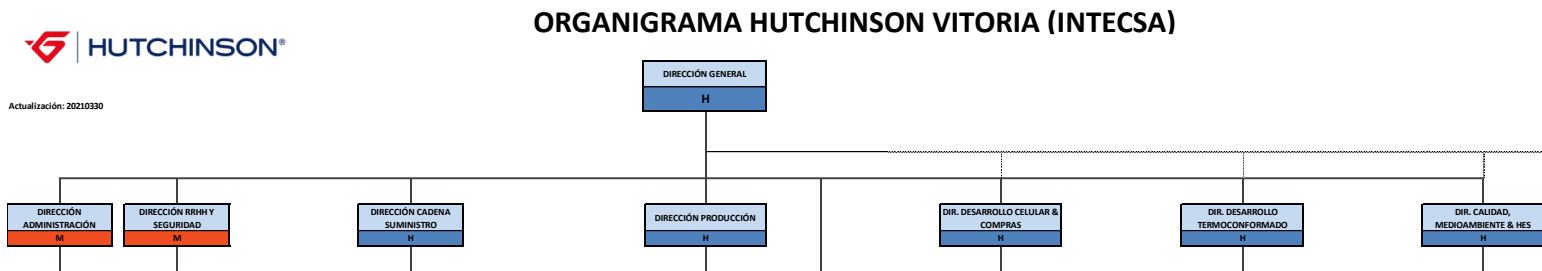 ORGANIGRAMA HUTCHINSON VITORIA (INTECSA)
HUTCHINSON®
Actualización: 20210330
DIRECCIÓN GENERAL
H
DIRECCIÓN
ADMINISTRACIÓN
M
DIRECCIÓN RRHH Y
SEGURIDAD
M
DIRECCIÓN CADENA
SUMINISTRO
H
DIRECCIÓN PRODUCCIÓN
H
DIR. DESARROLLO CELULAR &
COMPRAS
H
DIR. DESARROLLO
TERMOCONFORMADO
H
DIR. CALIDAD,
MEDIOAMBIENTE & HES
H